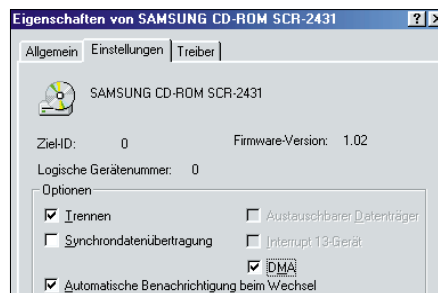 Eigenschaften von SAMSUNG CD-ROM SCR-2431
Allgemein Einstellungen Treiber
SAMSUNG CD-ROM SCR-2431
Ziel-ID: 0 Firmware-Version: 1.02
Logische Gerätenummer: 0
Optionen
Trennen Austauschbarer Datenträger
Synchrondatenübertragung Interrupt 13-Gerät
DMA
Automatische Benachrichtigung beim Wechsel